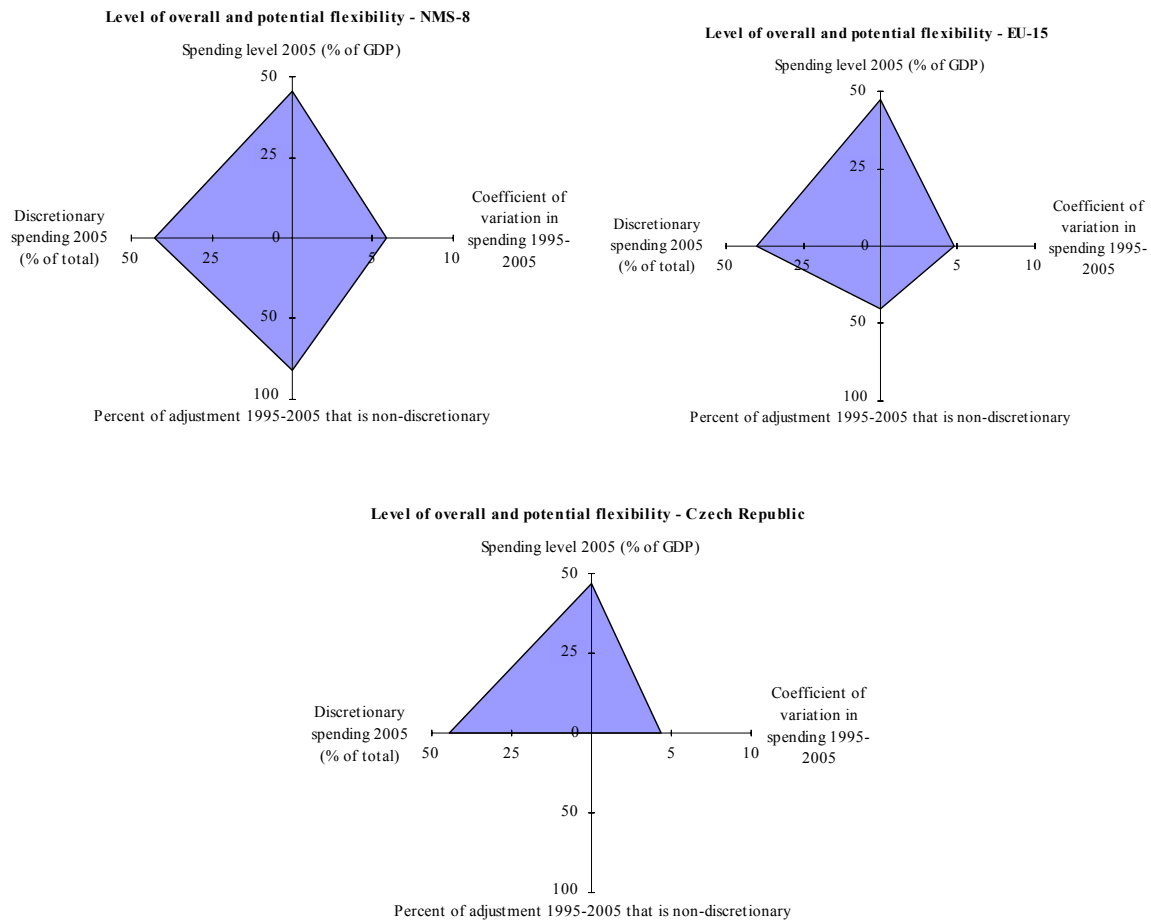 Level of overall and potential flexibility - NMS-8
Spending level 2005 (% of GDP)
50
25
Coefficient of
variation in
spending 1995-
2005
Discretionary
spending 2005
(% of total)
0
50
25
5
10
50
100
Percent of adjustment 1995-2005 that is non-discretionary
Level of overall and potential flexibility - EU-15
Spending level 2005 (% of GDP)
50
25
Coefficient of
variation in
spending 1995-
2005
Discretionary
spending 2005
(% of total)
0
50
25
5
10
50
100
Percent of adjustment 1995-2005 that is non-discretionary
Level of overall and potential flexibility - Czech Republic
Spending level 2005 (% of GDP)
50
25
Coefficient of
variation in
spending 1995-
2005
Discretionary
spending 2005
(% of total)
0
50
25
5
10
50
100
Percent of adjustment 1995-2005 that is non-discretionary